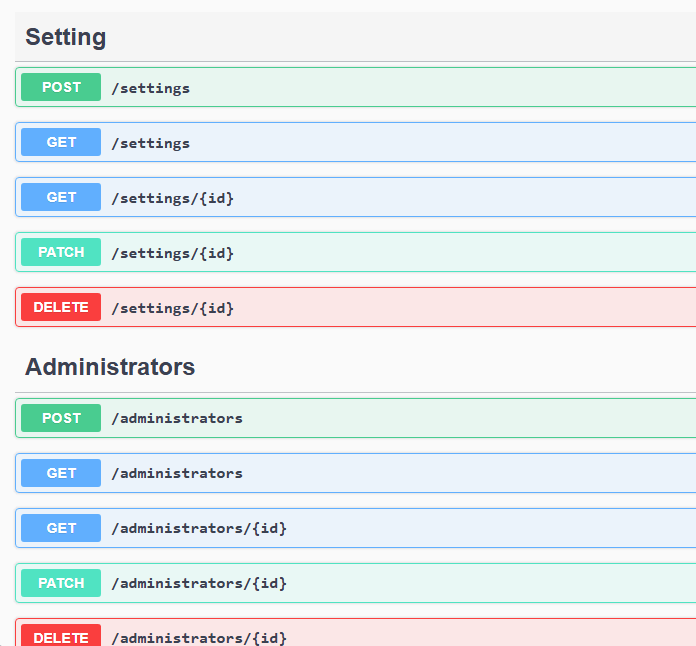 Setting
POST /settings
GET /settings
GET /settings/{id}
PATCH /settings/{id}
DELETE /settings/{id}
Administrators
POST /administrators
GET /administrators
GET /administrators/{id}
PATCH /administrators/{id}
DELETE /administrators/{id}